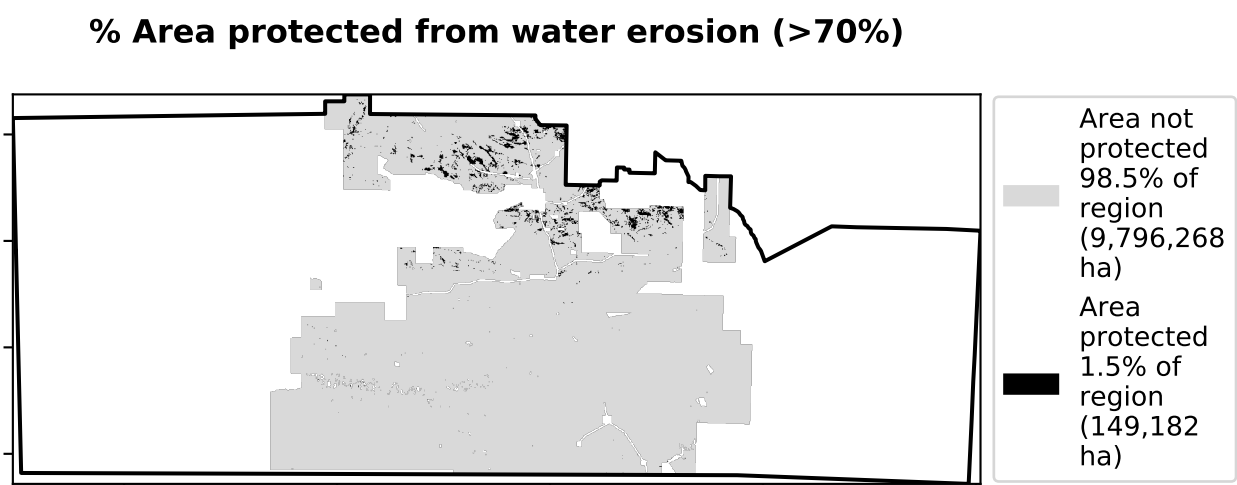 % Area protected from water erosion (>70%)
Area not
protected
98.5% of
region
(9,796,268
ha)
Area
protected
1.5% of
region
(149,182
ha)